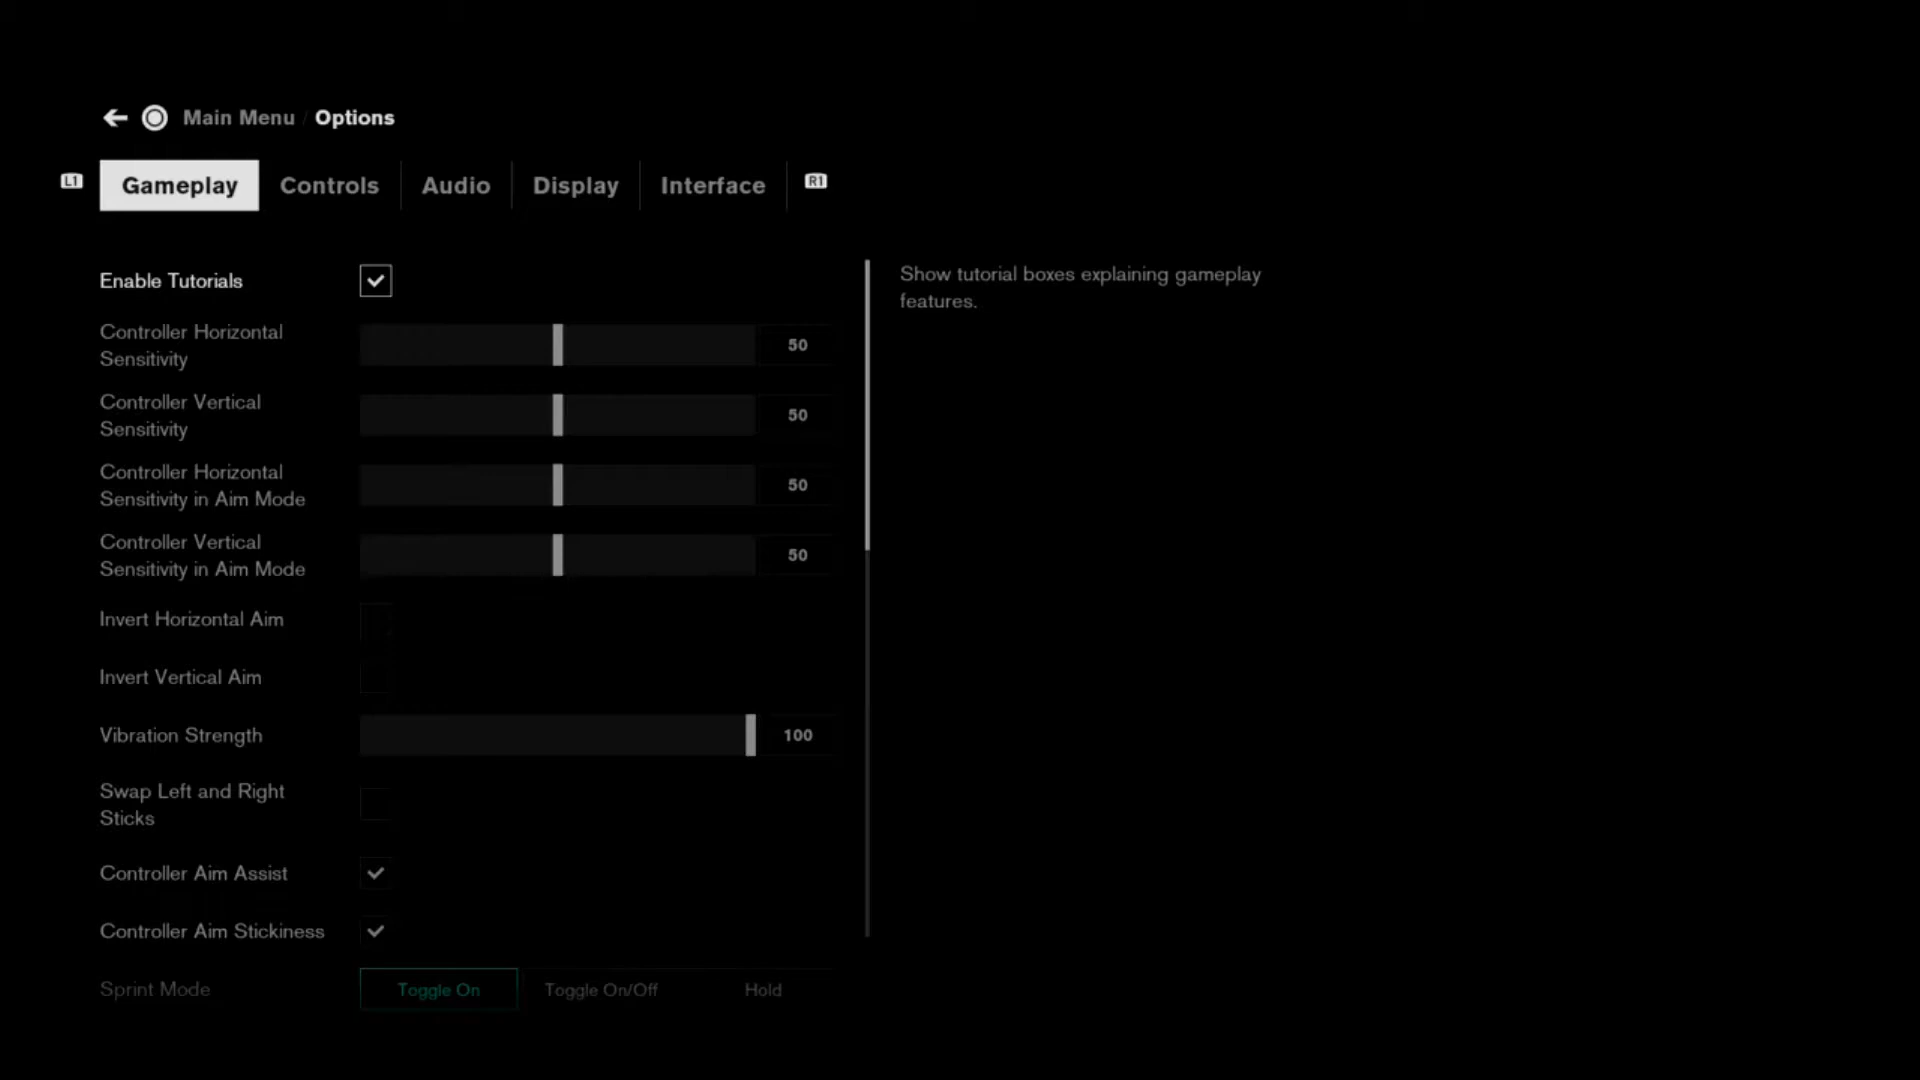 Main Menu / Options
L1 Gameplay Controls Audio Display Interface R1
Enable Tutorials
Show tutorial boxes explaining gameplay
features.
Controller Horizontal
Sensitivity
50
Controller Vertical
Sensitivity
50
Controller Horizontal
Sensitivity in Aim Mode
50
Controller Vertical
Sensitivity in Aim Mode
50
Invert Horizontal Aim
Invert Vertical Aim
Vibration Strength 100
Swap Left and Right
Sticks
Controller Aim Assist
Controller Aim Stickiness
Sprint Mode Toggle On Toggle On/Off Hold